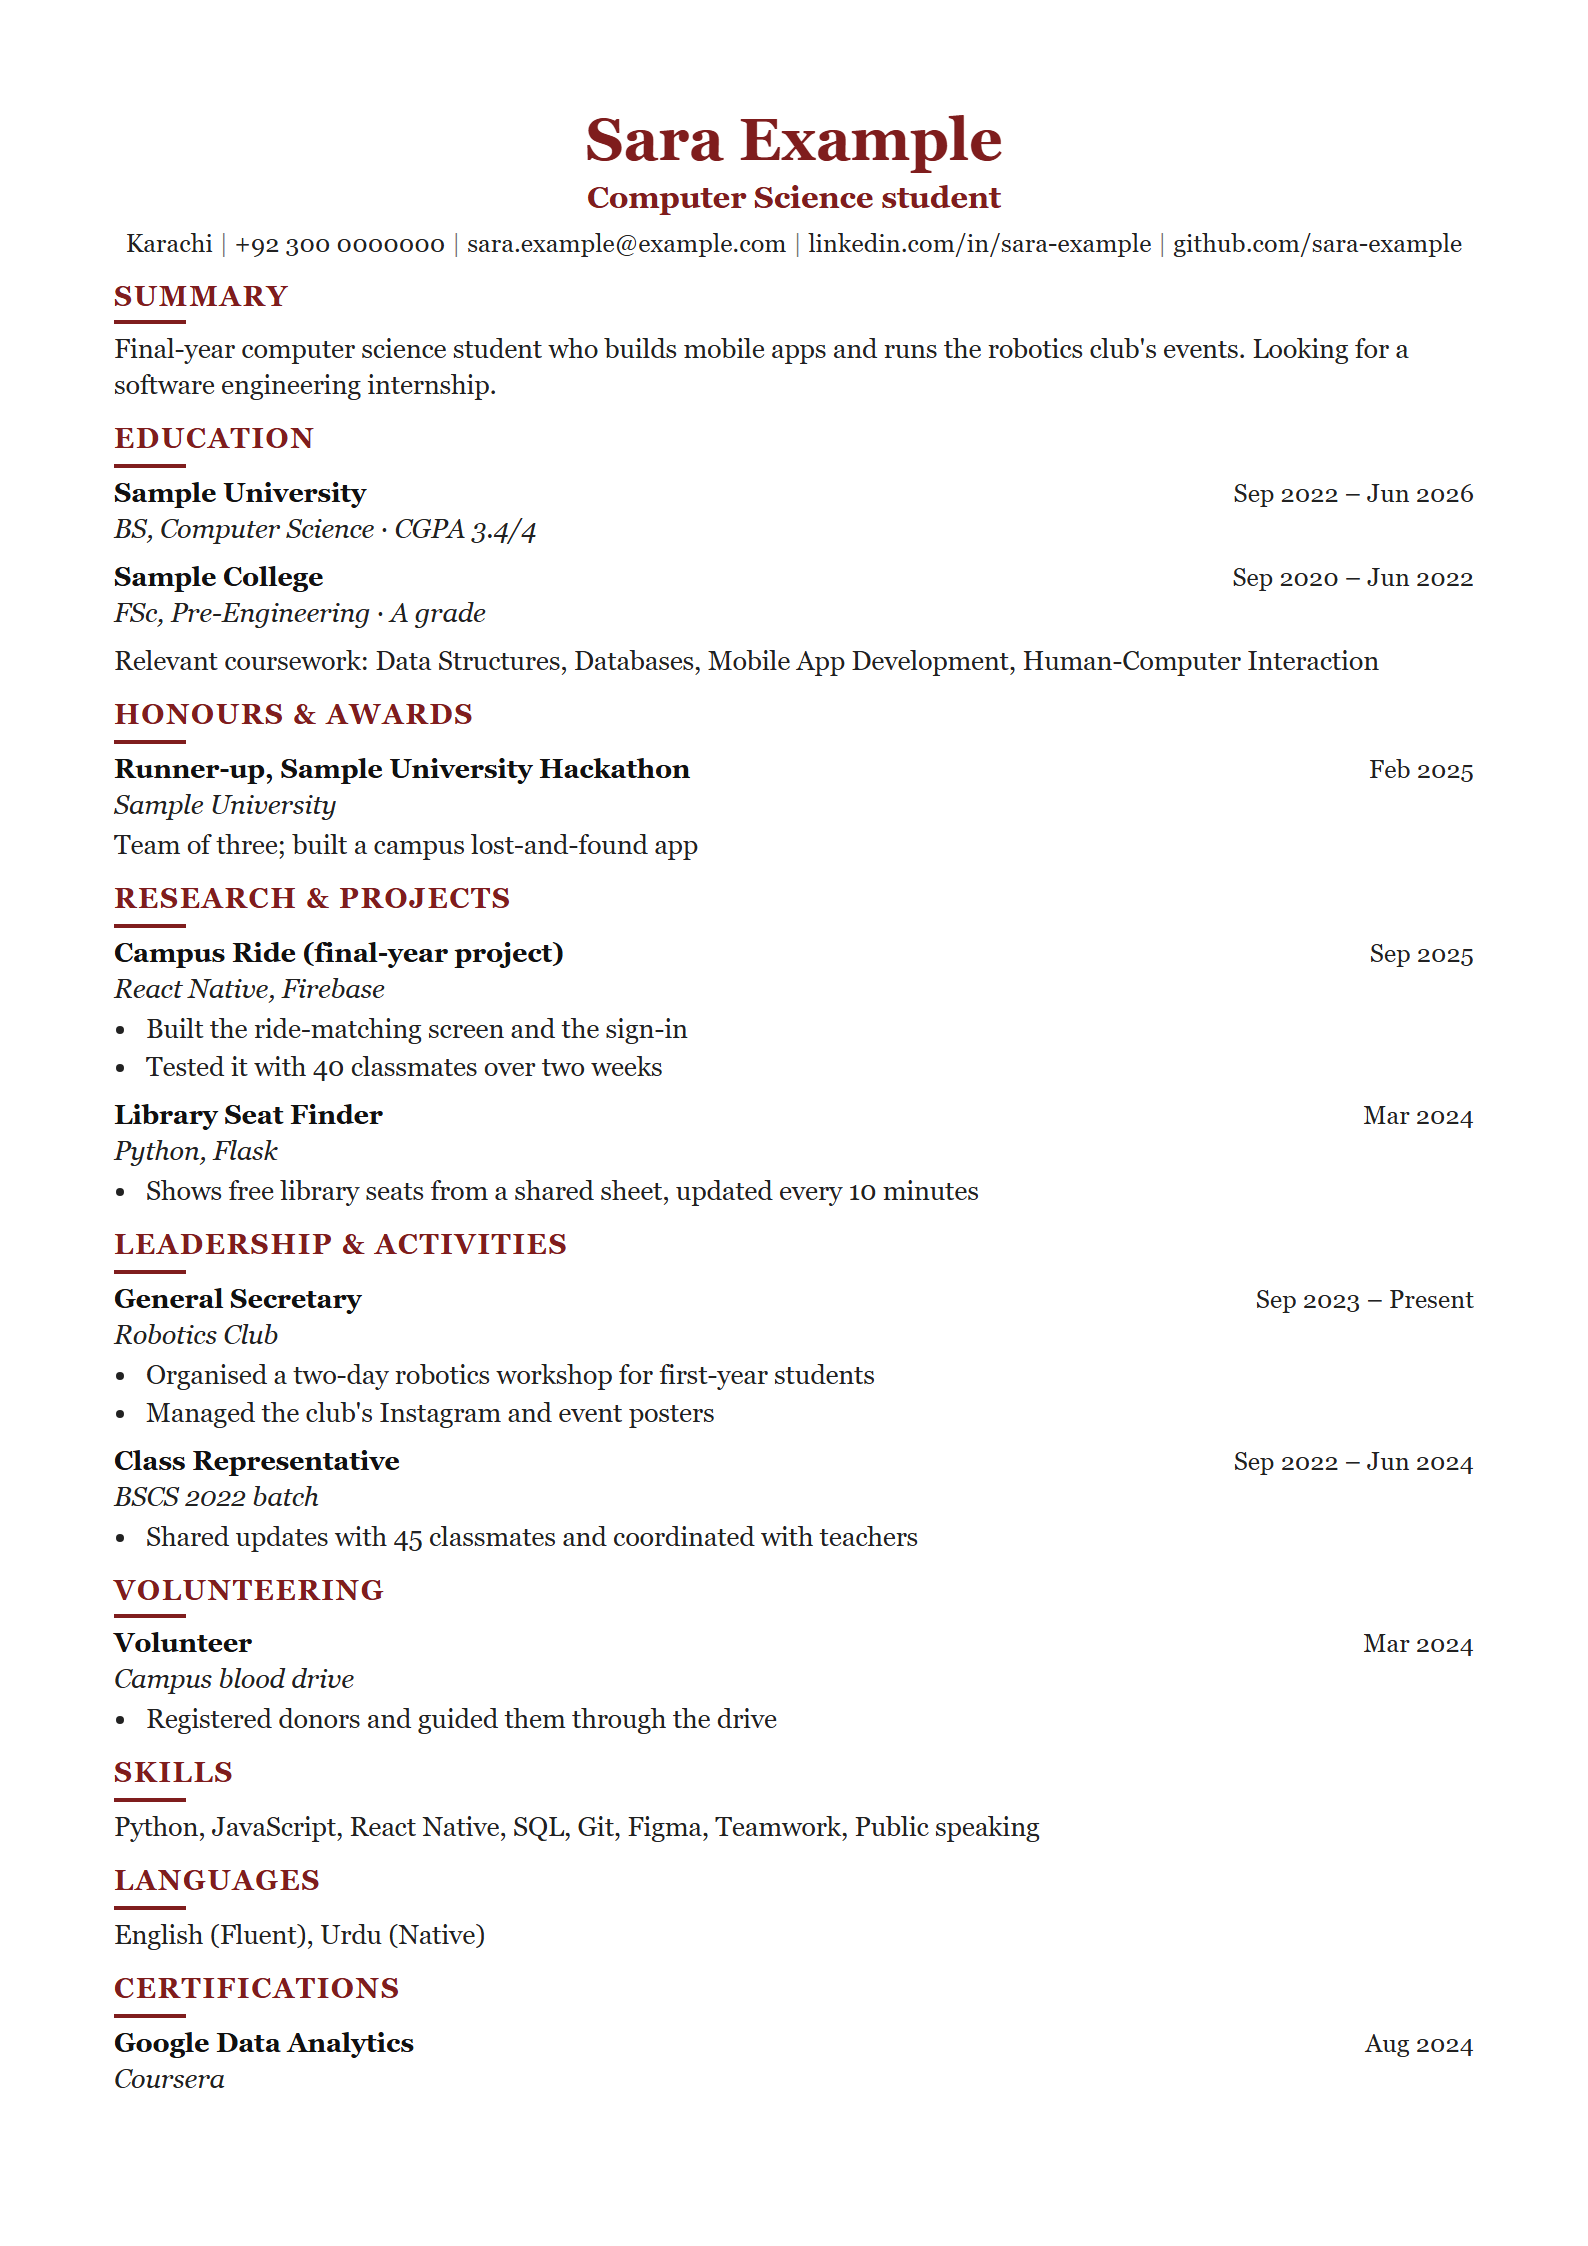 Sara Example
Computer Science student
Karachi | +92 300 0000000 | sara.example@example.com | linkedin.com/in/sara-example | github.com/sara-example
SUMMARY
Final-year computer science student who builds mobile apps and runs the robotics club's events. Looking for a
software engineering internship.
EDUCATION
Sample University Sep 2022 – Jun 2026
BS, Computer Science · CGPA 3.4/4
Sample College Sep 2020 – Jun 2022
FSc, Pre-Engineering · A grade
Relevant coursework: Data Structures, Databases, Mobile App Development, Human-Computer Interaction
HONOURS & AWARDS
Runner-up, Sample University Hackathon Feb 2025
Sample University
Team of three; built a campus lost-and-found app
RESEARCH & PROJECTS
Campus Ride (final-year project) Sep 2025
React Native, Firebase
• Built the ride-matching screen and the sign-in
• Tested it with 40 classmates over two weeks
Library Seat Finder Mar 2024
Python, Flask
• Shows free library seats from a shared sheet, updated every 10 minutes
LEADERSHIP & ACTIVITIES
General Secretary Sep 2023 – Present
Robotics Club
• Organised a two-day robotics workshop for first-year students
• Managed the club's Instagram and event posters
Class Representative Sep 2022 – Jun 2024
BSCS 2022 batch
• Shared updates with 45 classmates and coordinated with teachers
VOLUNTEERING
Volunteer Mar 2024
Campus blood drive
• Registered donors and guided them through the drive
SKILLS
Python, JavaScript, React Native, SQL, Git, Figma, Teamwork, Public speaking
LANGUAGES
English (Fluent), Urdu (Native)
CERTIFICATIONS
Google Data Analytics Aug 2024
Coursera